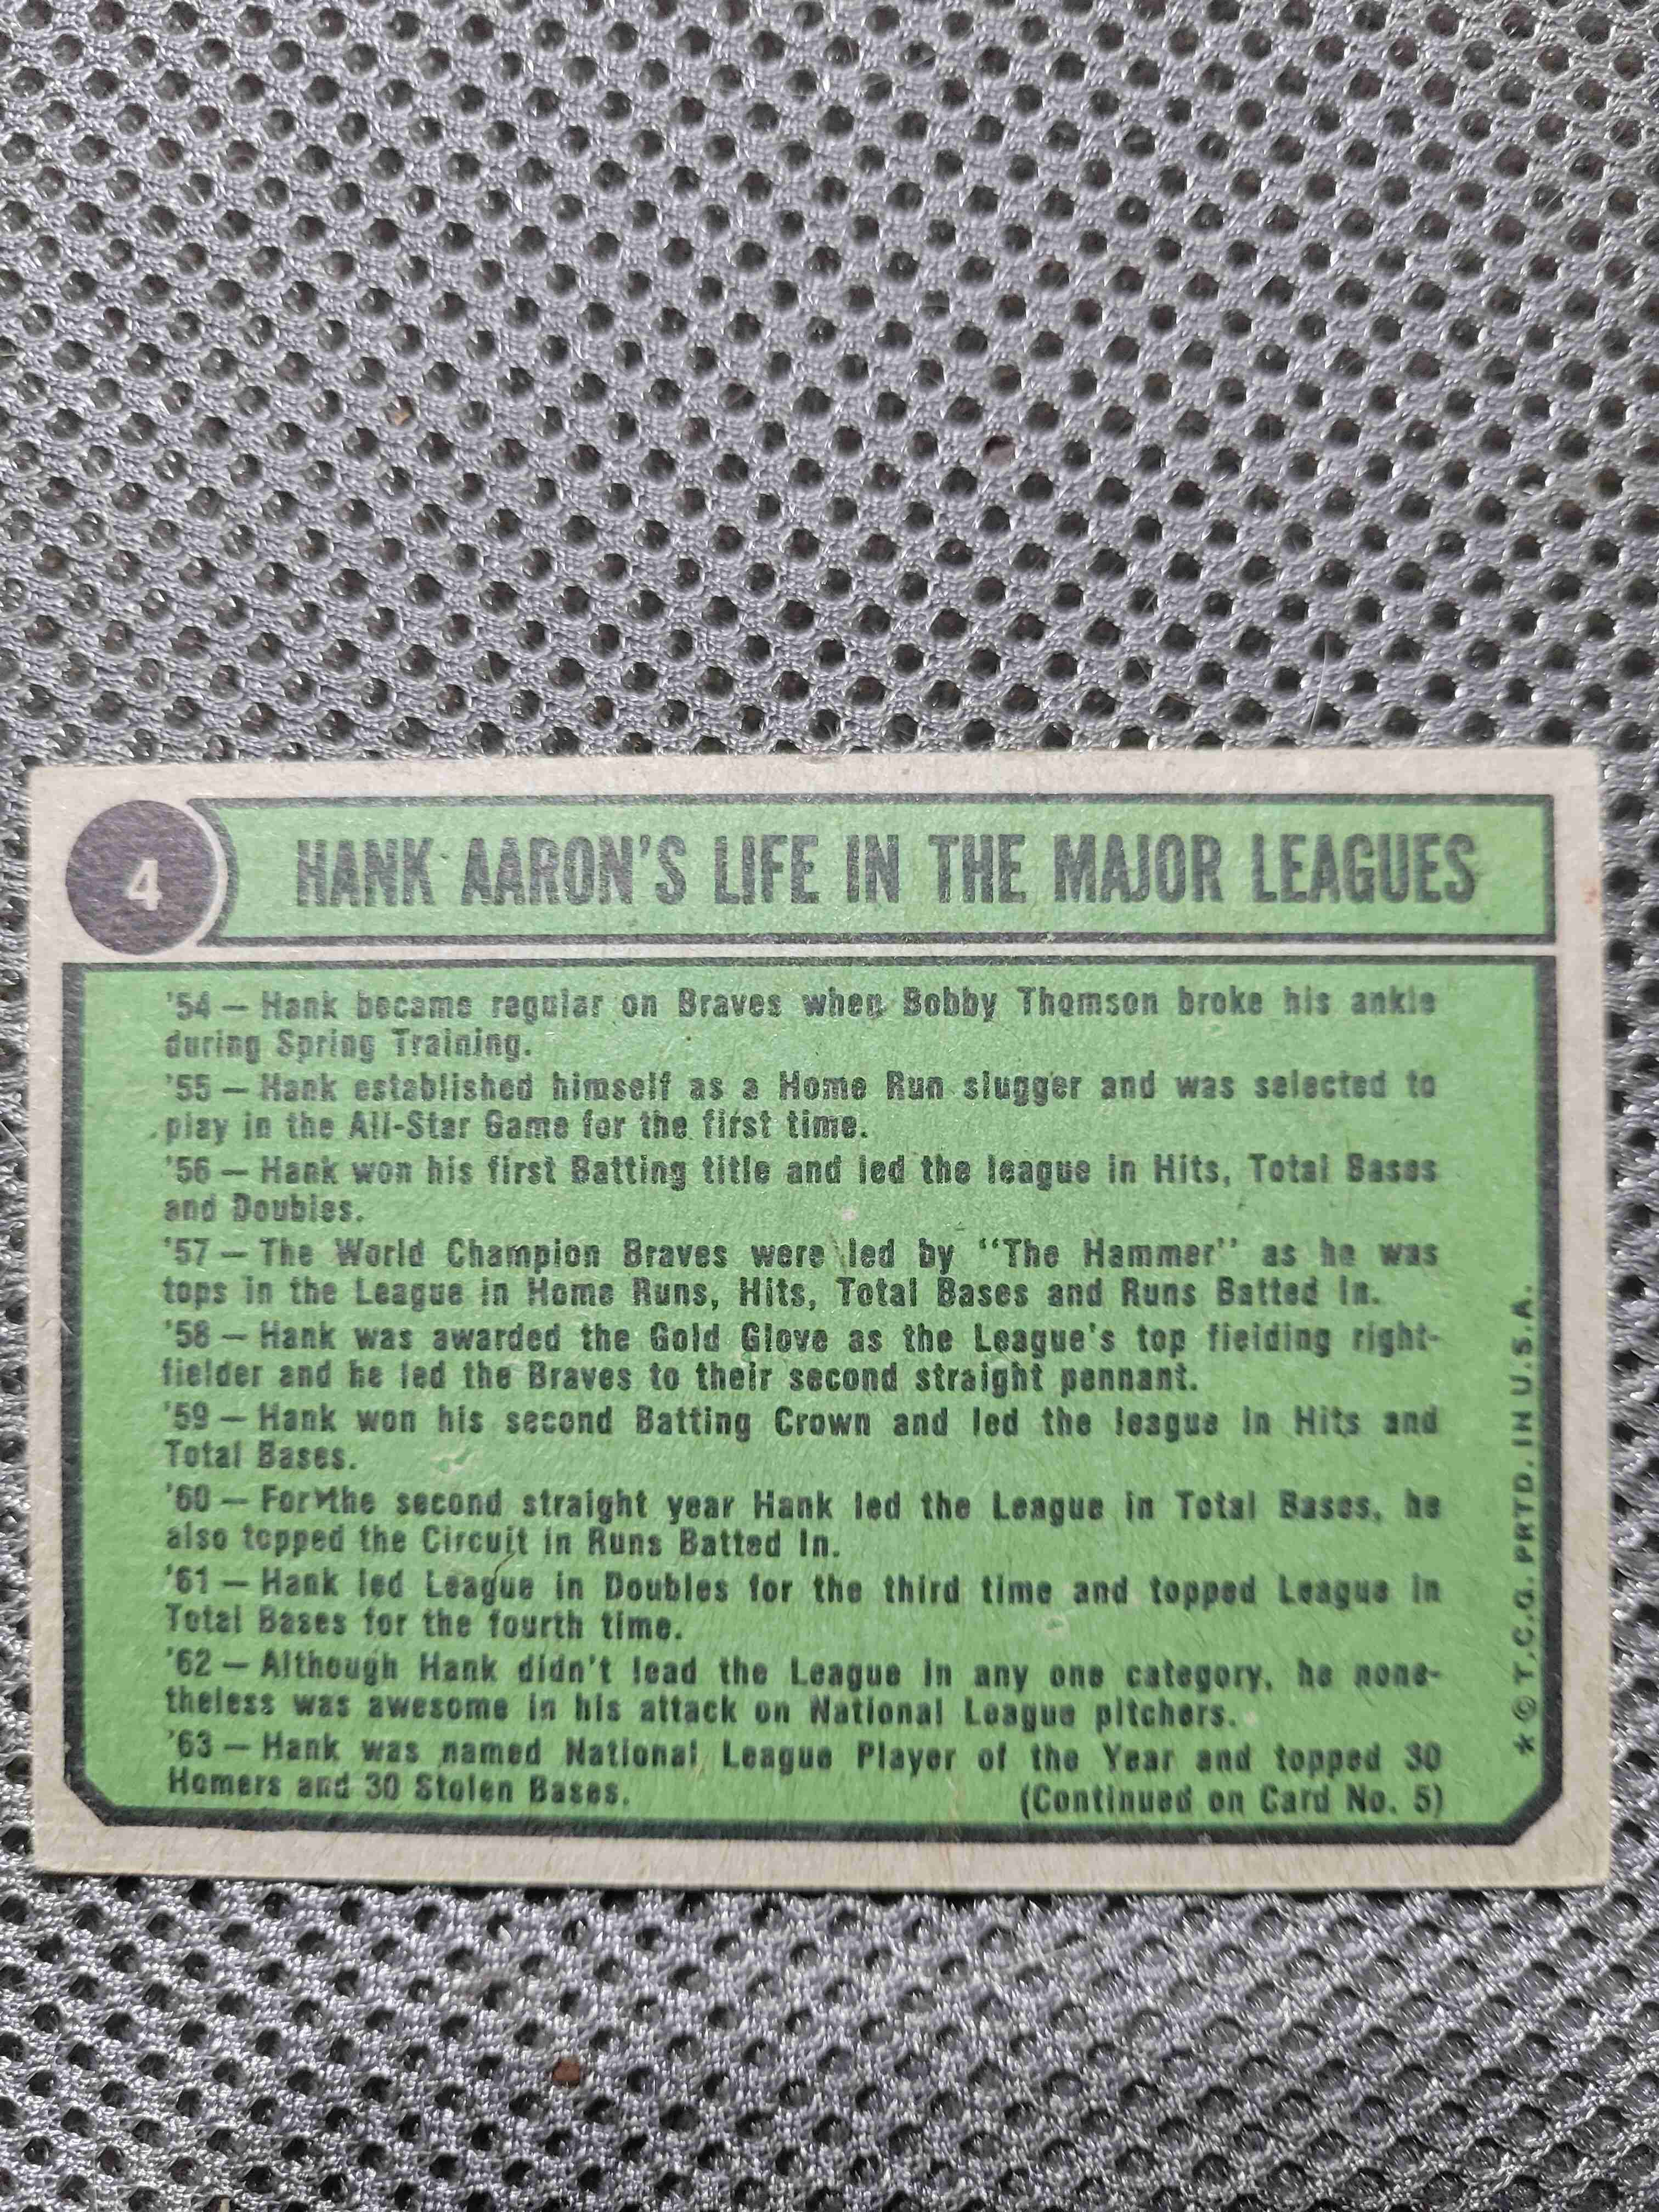 4
HANK AARON'S LIFE IN THE MAJOR LEAGUES
'54 – Hank became regular on Braves when Bobby Thomson broke his ankle
during Spring Training.
'55 – Hank established himself as a Home Run slugger and was selected to
play in the All-Star Game for the first time.
'56 – Hank won his first Batting title and led the league in Hits, Total Bases
and Doubles.
'57 – The World Champion Braves were led by "The Hammer" as he was
tops in the League in Home Runs, Hits, Total Bases and Runs Batted In.
'58 – Hank was awarded the Gold Glove as the League's top fielding right-
fielder and he led the Braves to their second straight pennant.
'59 – Hank won his second Batting Crown and led the league in Hits and
Total Bases.
'60 – For the second straight year Hank led the League in Total Bases, he
also topped the Circuit in Runs Batted In.
'61 – Hank led League in Doubles for the third time and topped League in
Total Bases for the fourth time.
'62 – Although Hank didn't lead the League in any one category, he none-
theless was awesome in his attack on National League pitchers.
'63 – Hank was named National League Player of the Year and topped 30
Homers and 30 Stolen Bases. (Continued on Card No. 5)
* © T.C.G. PRTD. IN U.S.A.